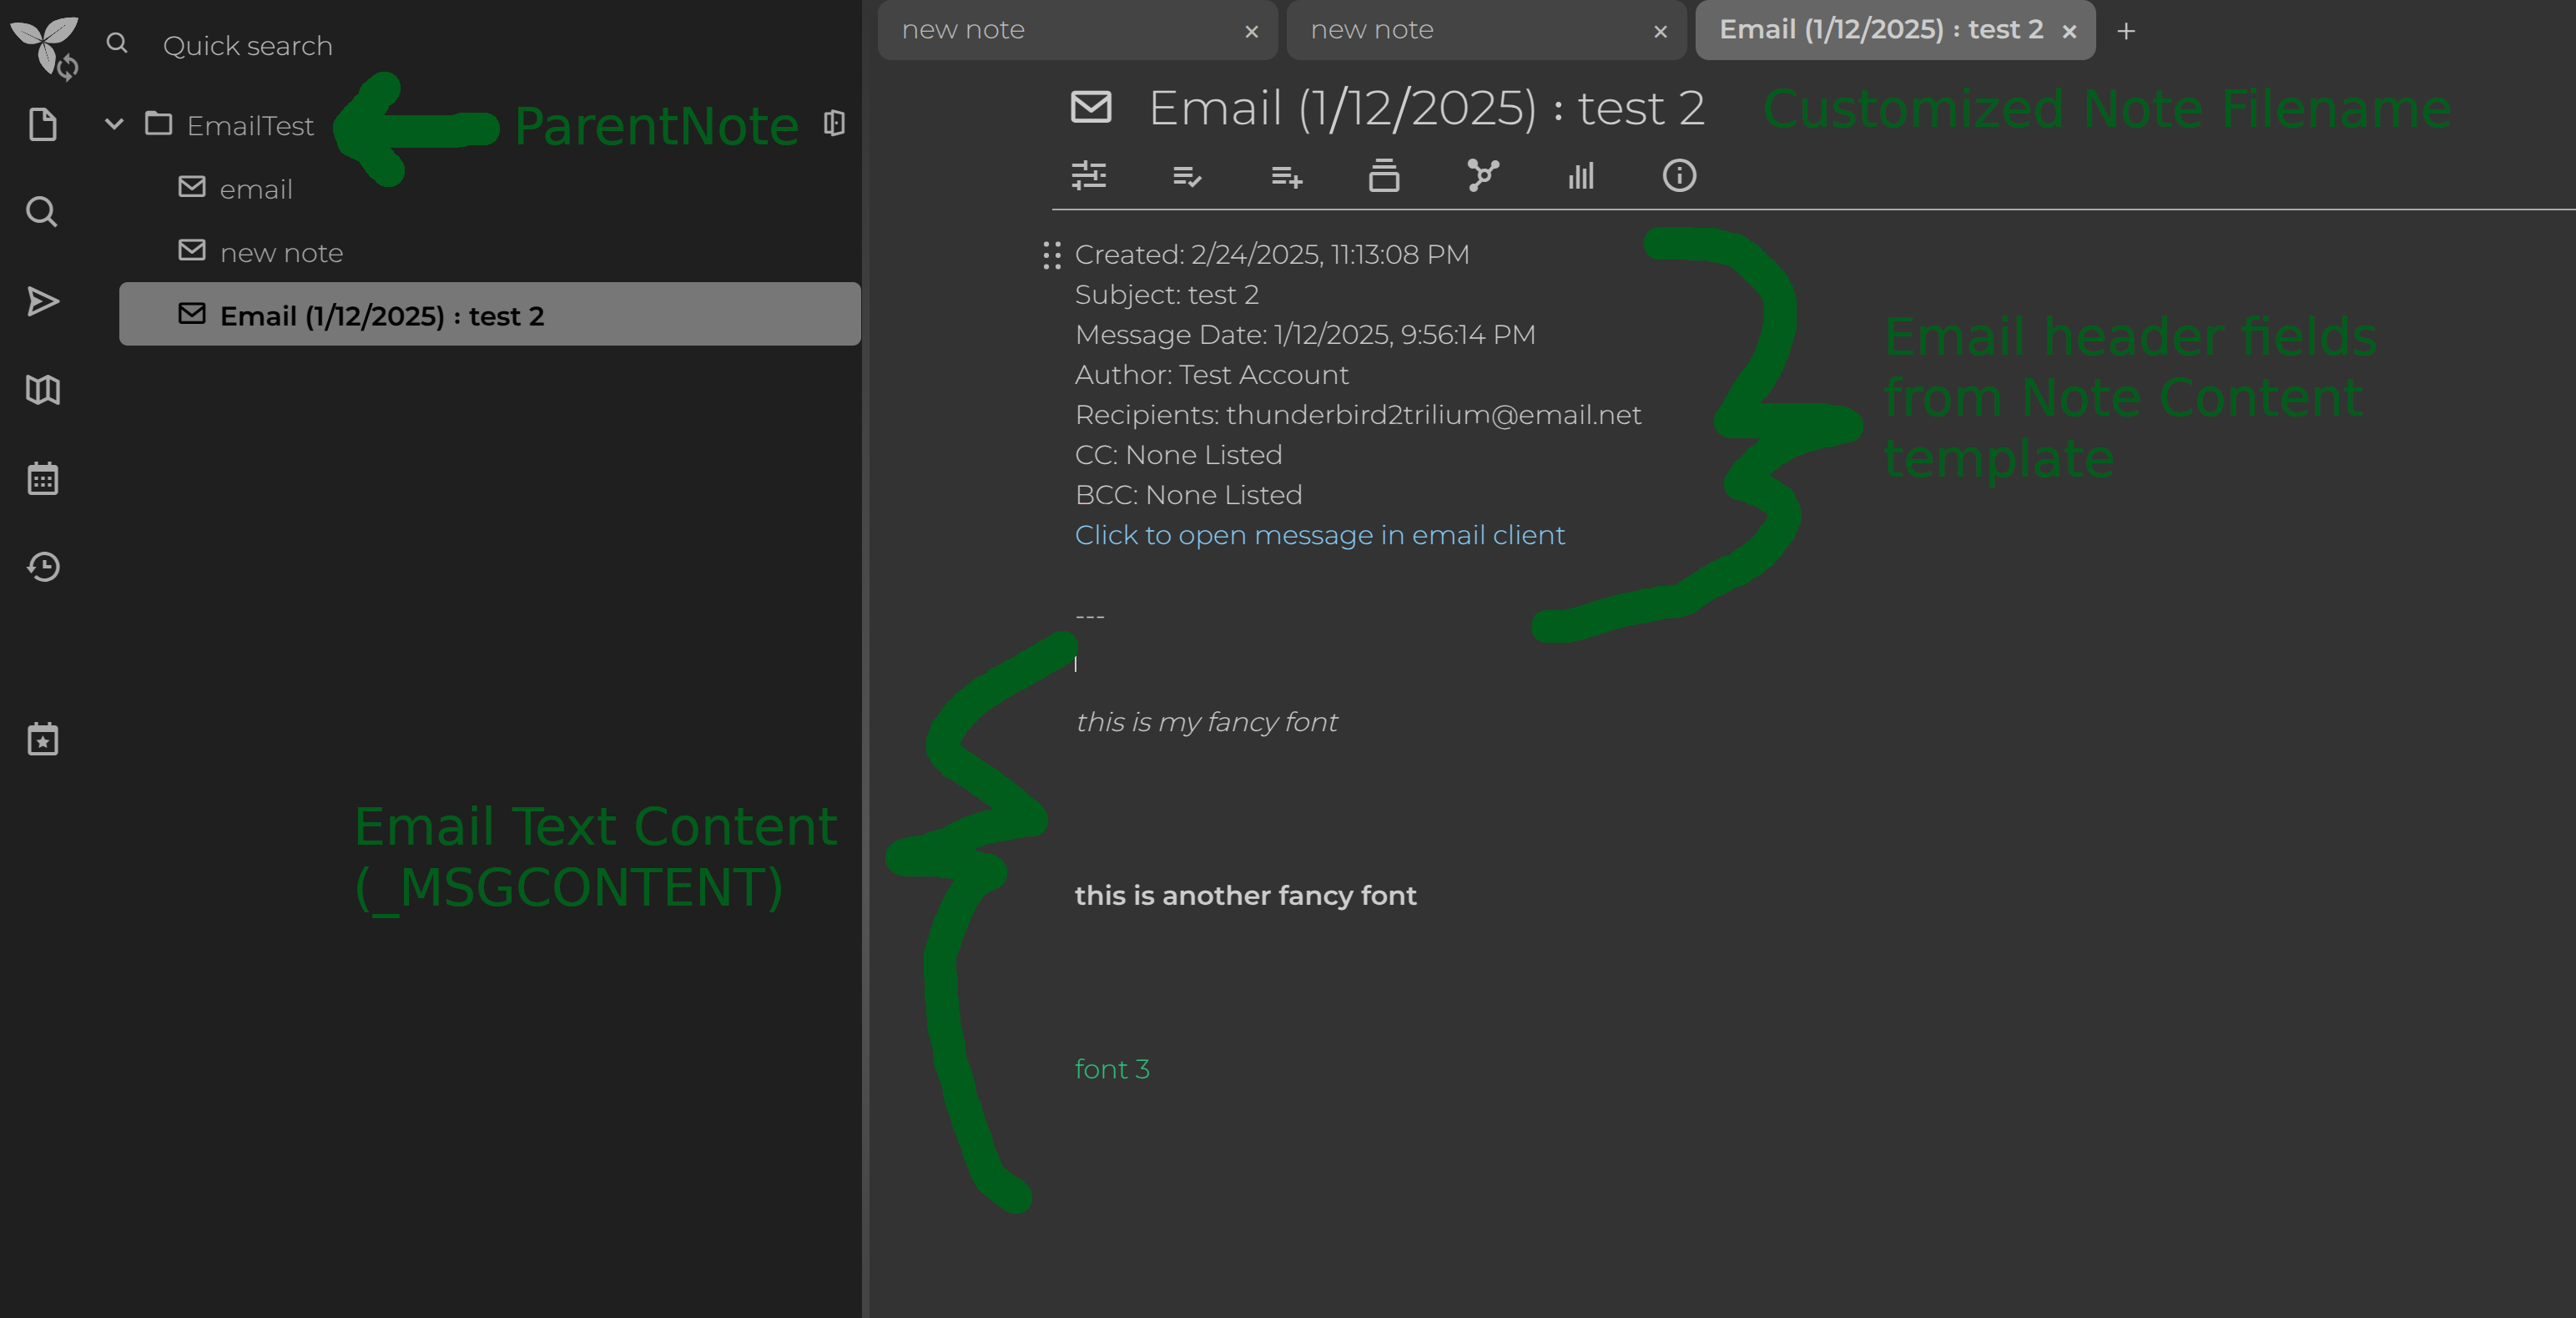 new note
new note
Email (1/12/2025) : test 2
Quick search
EmailTest
ParentNote
email
new note
Email (1/12/2025) : test 2
Email (1/12/2025) : test 2
Customized Note Filename
Created: 2/24/2025, 11:13:08 PM
Subject: test 2
Message Date: 1/12/2025, 9:56:14 PM
Author: Test Account
Recipients: thunderbird2trilium@email.net
CC: None Listed
BCC: None Listed
Click to open message in email client
---
Email header fields
from Note Content
template
this is my fancy font
this is another fancy font
font 3
Email Text Content
(_MSGCONTENT)